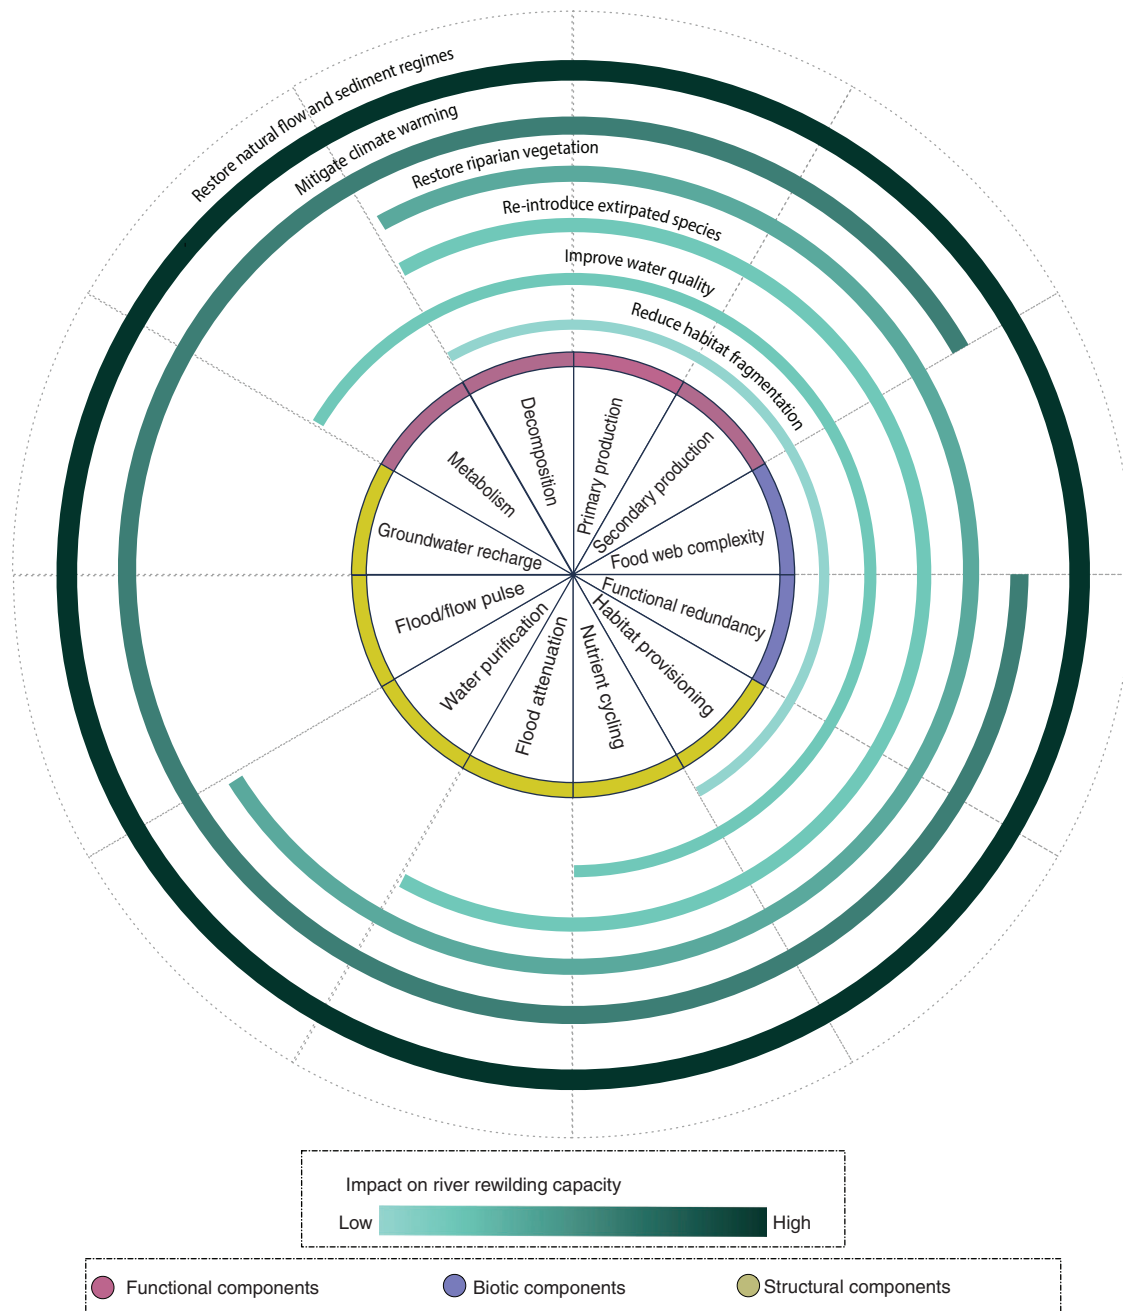 Restore natural flow and sediment regimes
Mitigate climate warming
Restore riparian vegetation
Re-introduce extirpated species
Improve water quality
Reduce habitat fragmentation
Decomposition
Primary production
Secondary production
Food web complexity
Functional redundancy
Habitat provisioning
Nutrient cycling
Flood attenuation
Water purification
Flood/flow pulse
Groundwater recharge
Metabolism
Impact on river rewilding capacity
Low
High
Functional components
Biotic components
Structural components